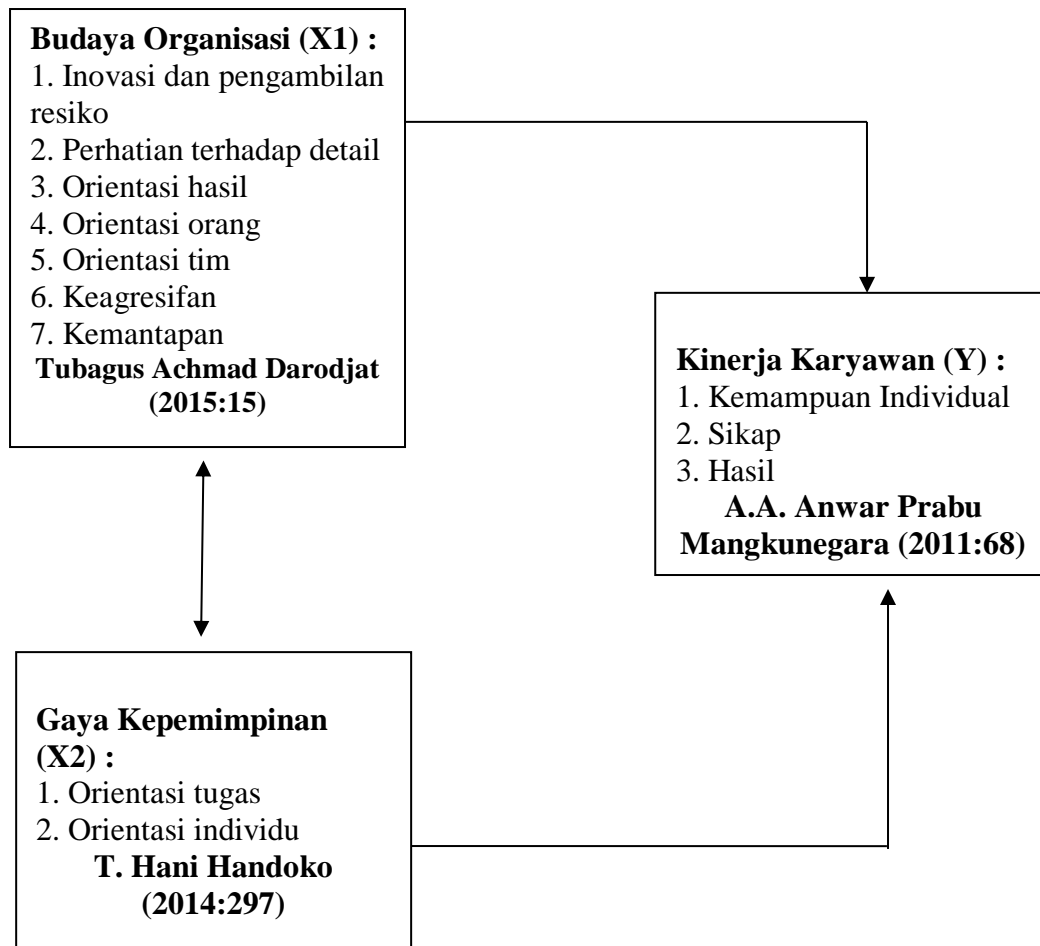 Budaya Organisasi (X1) :
1. Inovasi dan pengambilan
resiko
2. Perhatian terhadap detail
3. Orientasi hasil
4. Orientasi orang
5. Orientasi tim
6. Keagresifan
7. Kemantapan
Tubagus Achmad Darodjat
(2015:15)
Kinerja Karyawan (Y) :
1. Kemampuan Individual
2. Sikap
3. Hasil
A.A. Anwar Prabu
Mangkunegara (2011:68)
Gaya Kepemimpinan
(X2) :
1. Orientasi tugas
2. Orientasi individu
T. Hani Handoko
(2014:297)